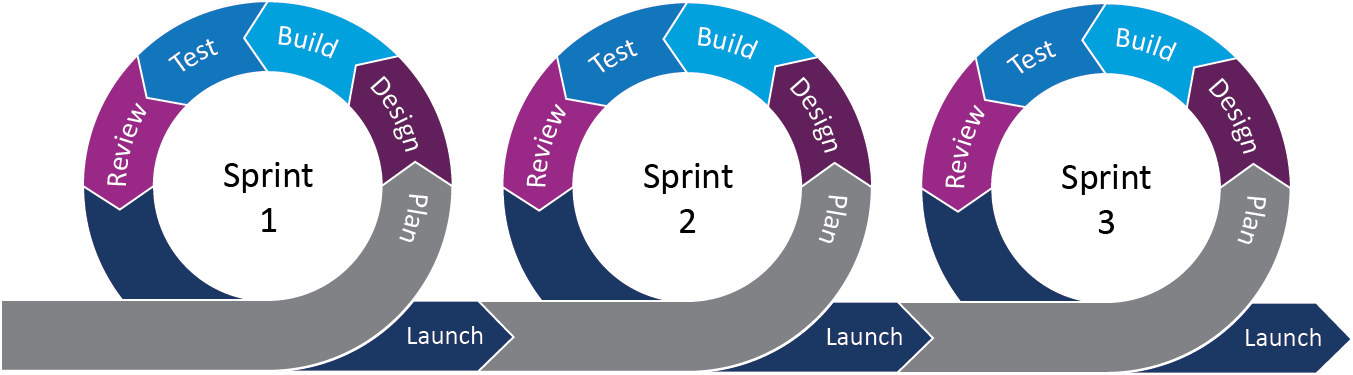 Plan
Design
Build
Test
Review
Sprint
1
Launch
Plan
Design
Build
Test
Review
Sprint
2
Launch
Plan
Design
Build
Test
Review
Sprint
3
Launch